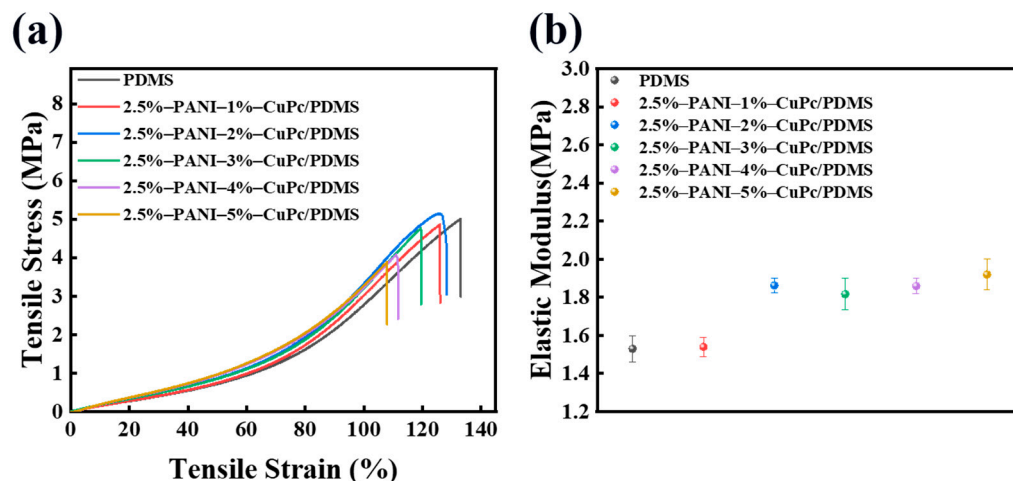 (a)
PDMS
2.5%–PANI–1%–CuPc/PDMS
2.5%–PANI–2%–CuPc/PDMS
2.5%–PANI–3%–CuPc/PDMS
2.5%–PANI–4%–CuPc/PDMS
2.5%–PANI–5%–CuPc/PDMS
Tensile Stress (MPa)
8
7
6
5
4
3
2
1
0
0 20 40 60 80 100 120 140
Tensile Strain (%)
(b)
PDMS
2.5%–PANI–1%–CuPc/PDMS
2.5%–PANI–2%–CuPc/PDMS
2.5%–PANI–3%–CuPc/PDMS
2.5%–PANI–4%–CuPc/PDMS
2.5%–PANI–5%–CuPc/PDMS
Elastic Modulus(MPa)
3.0
2.8
2.6
2.4
2.2
2.0
1.8
1.6
1.4
1.2